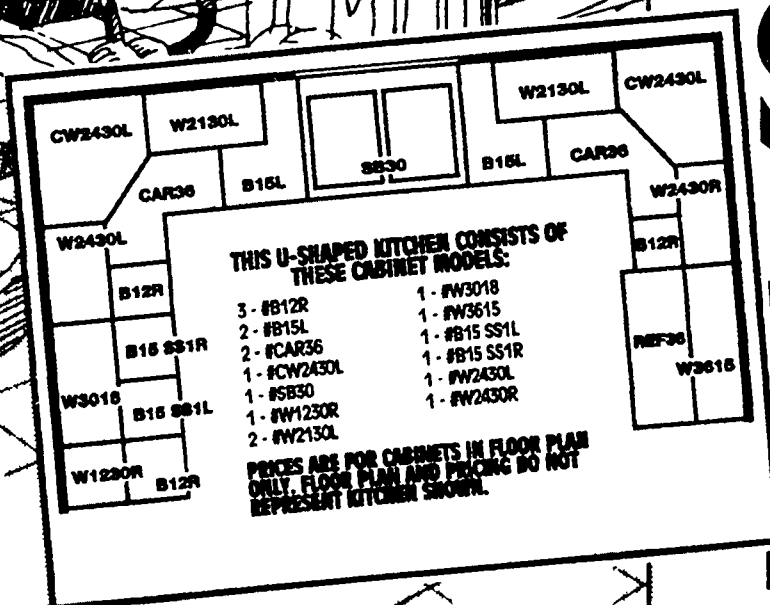 CW2430L
W2130L
W2130L
CW2430L
SB30
B15L
CAR36
CAR36
B15L
W2430R
W2430L
B12R
B12R
B15 SS1R
REF36
W3615
W3015
B15 SS1L
W1230R
B12R
THIS U-SHAPED KITCHEN CONSISTS OF
THESE CABINET MODELS:
3 - #B12R
2 - #B15L
2 - #CAR36
1 - #CW2430L
1 - #SB30
1 - #W1230R
2 - #W2130L
1 - #W3018
1 - #W3615
1 - #B15 SS1L
1 - #B15 SS1R
1 - #W2430L
1 - #W2430R
PRICES ARE FOR CABINETS IN FLOOR PLAN
ONLY. FLOOR PLAN AND PRICING DO NOT
REPRESENT KITCHEN SHOWN.